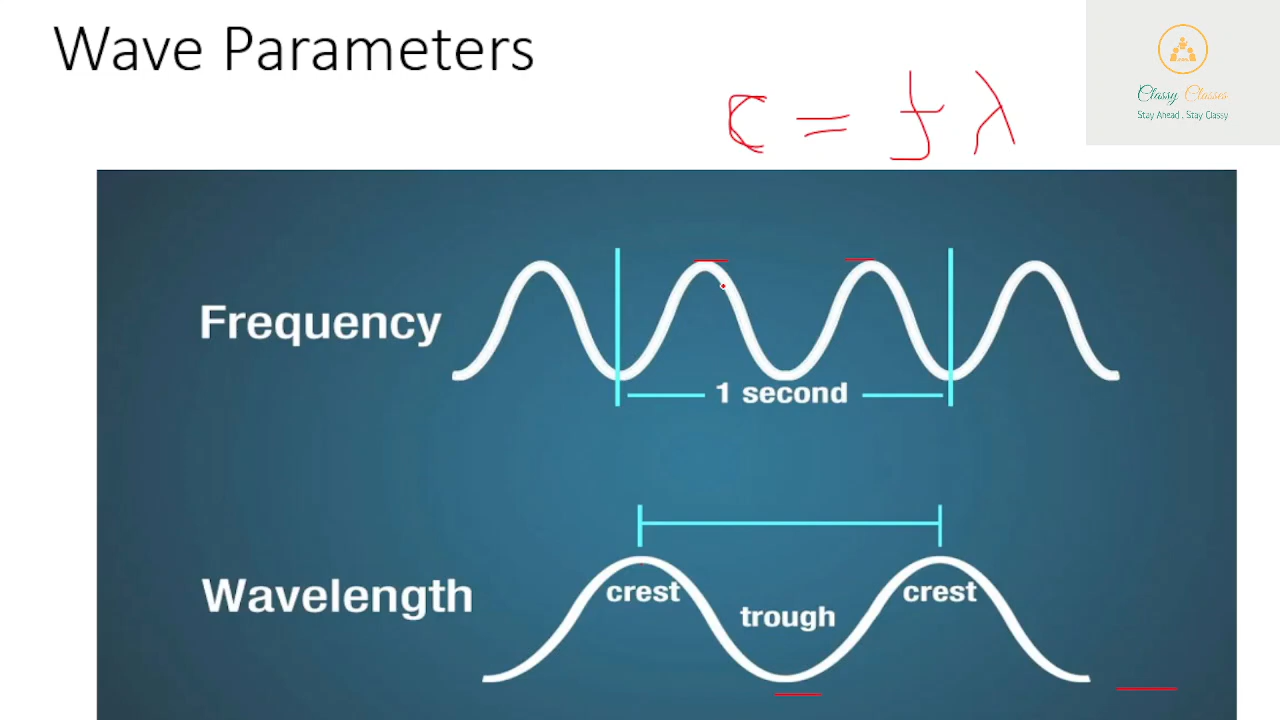 Wave Parameters
c = f λ
Classy Classes
Stay Ahead . Stay Classy
Frequency
1 second
Wavelength
crest
trough
crest